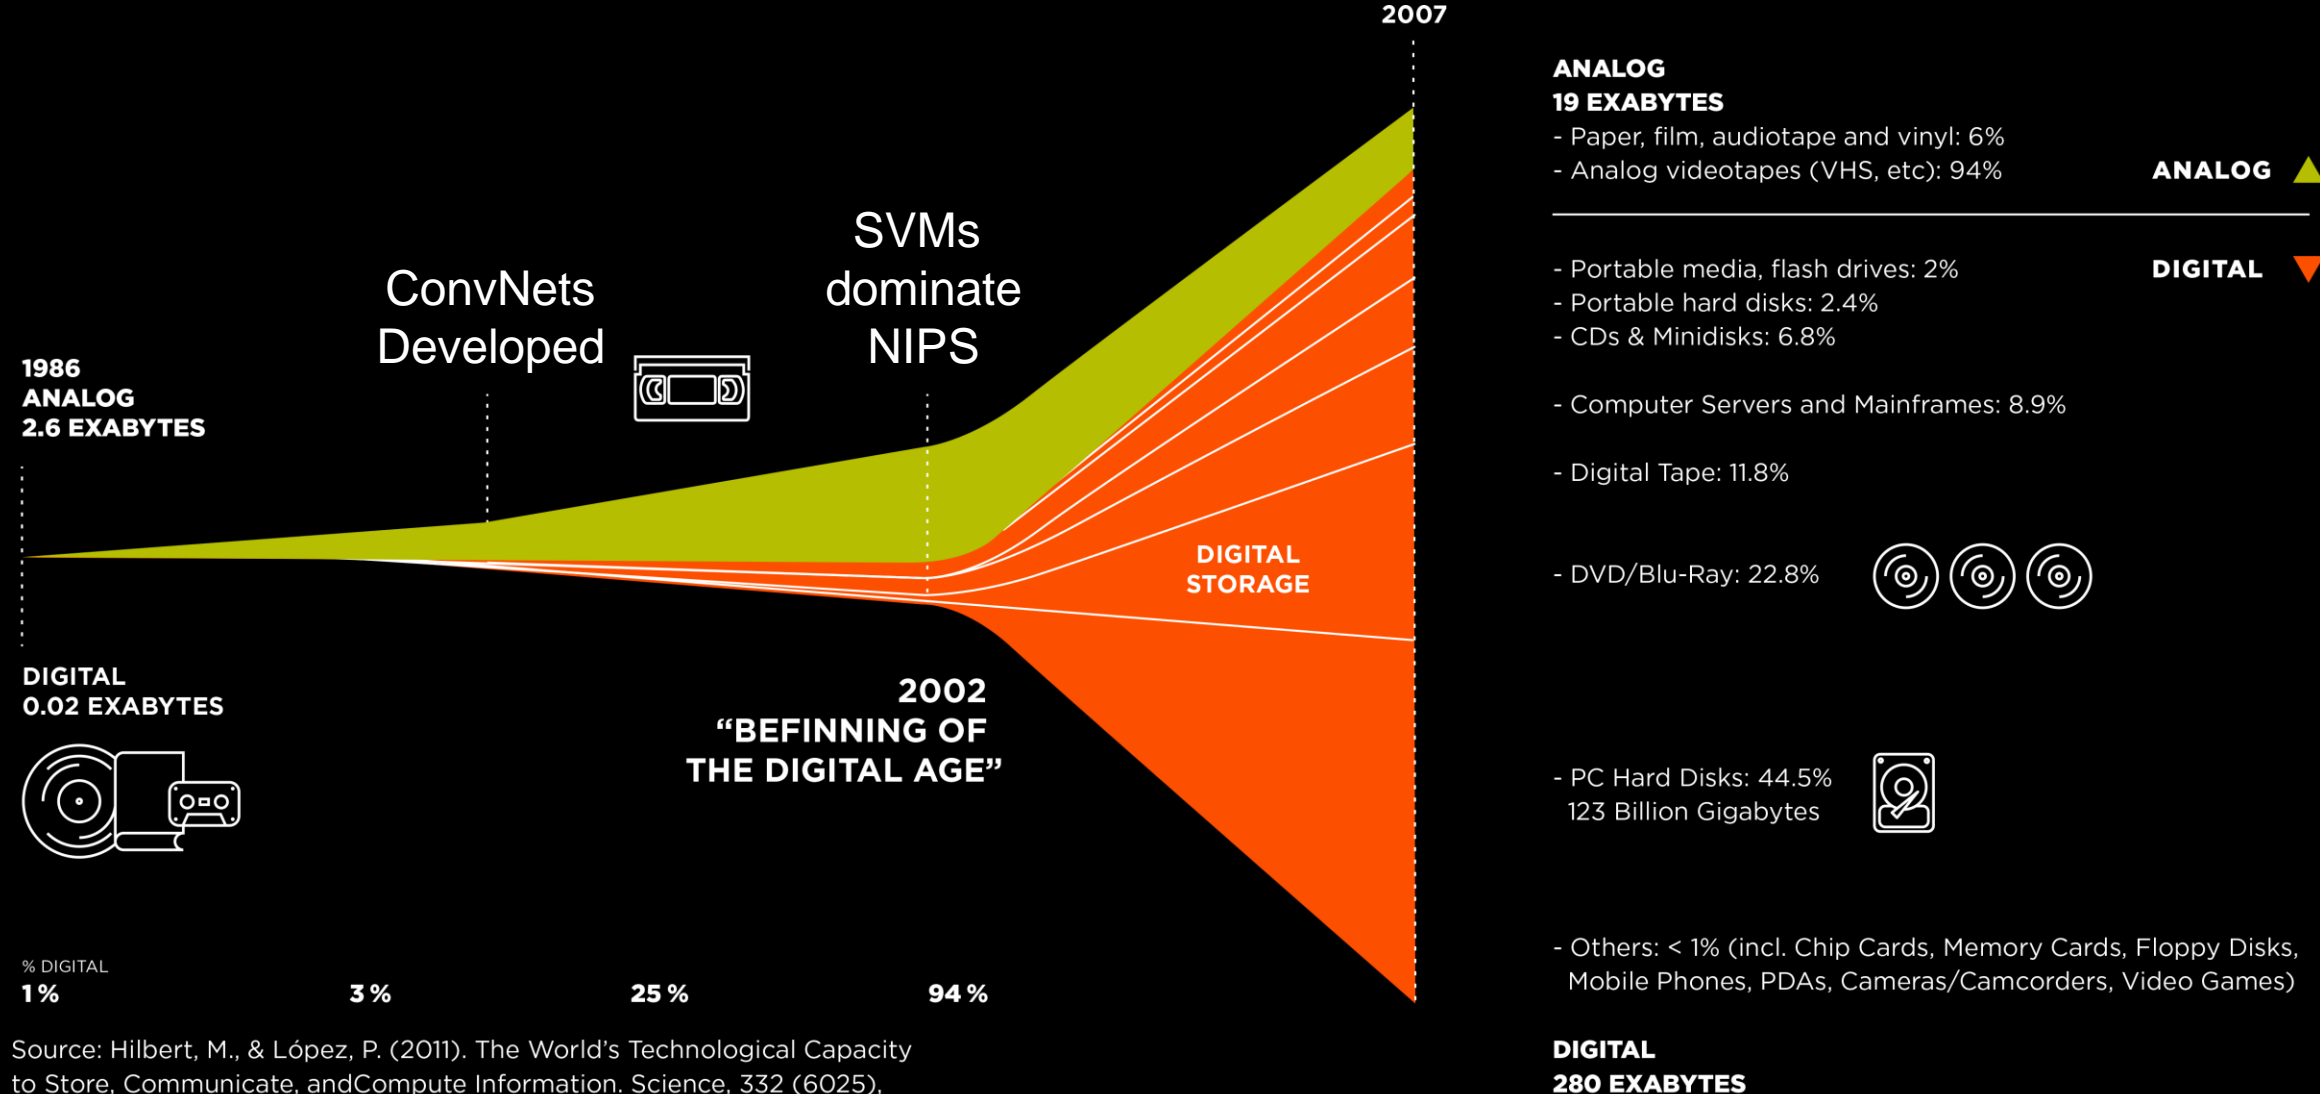 2007
ANALOG
19 EXABYTES
- Paper, film, audiotape and vinyl: 6%
- Analog videotapes (VHS, etc): 94%
ANALOG
DIGITAL
- Portable media, flash drives: 2%
- Portable hard disks: 2.4%
- CDs & Minidisks: 6.8%
- Computer Servers and Mainframes: 8.9%
- Digital Tape: 11.8%
- DVD/Blu-Ray: 22.8%
- PC Hard Disks: 44.5%
123 Billion Gigabytes
- Others: < 1% (incl. Chip Cards, Memory Cards, Floppy Disks,
Mobile Phones, PDAs, Cameras/Camcorders, Video Games)
DIGITAL
280 EXABYTES
SVMs
dominate
NIPS
ConvNets
Developed
1986
ANALOG
2.6 EXABYTES
DIGITAL
STORAGE
DIGITAL
0.02 EXABYTES
2002
“BEFINNING OF
THE DIGITAL AGE”
% DIGITAL
1 %
3 %
25 %
94 %
Source: Hilbert, M., & López, P. (2011). The World’s Technological Capacity
to Store, Communicate, andCompute Information. Science, 332 (6025),